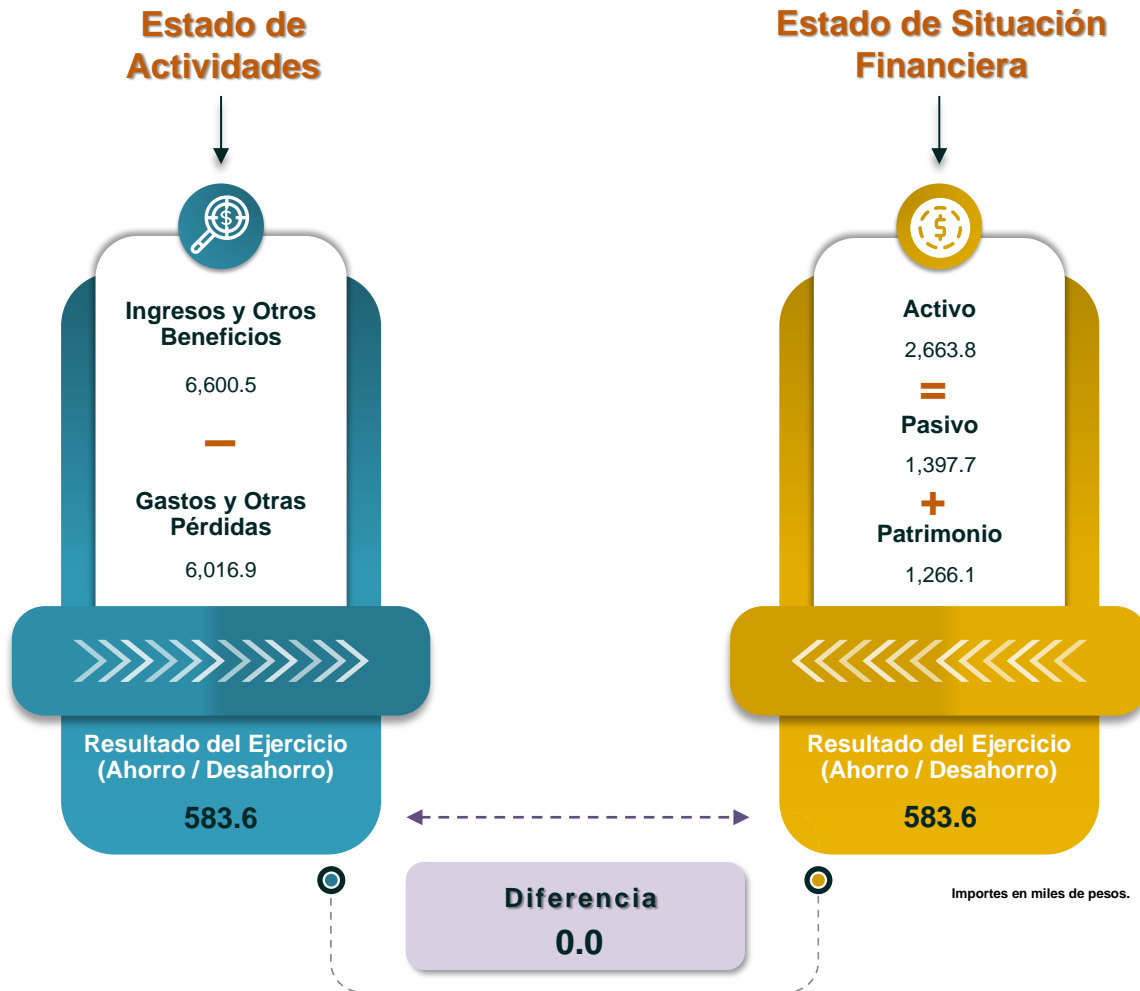 Estado de
Actividades
Ingresos y Otros
Beneficios
6,600.5
–
Gastos y Otras
Pérdidas
6,016.9
Resultado del Ejercicio
(Ahorro / Desahorro)
583.6
Estado de Situación
Financiera
$
Activo
2,663.8
=
Pasivo
1,397.7
+
Patrimonio
1,266.1
Resultado del Ejercicio
(Ahorro / Desahorro)
583.6
Diferencia
0.0
Importes en miles de pesos.